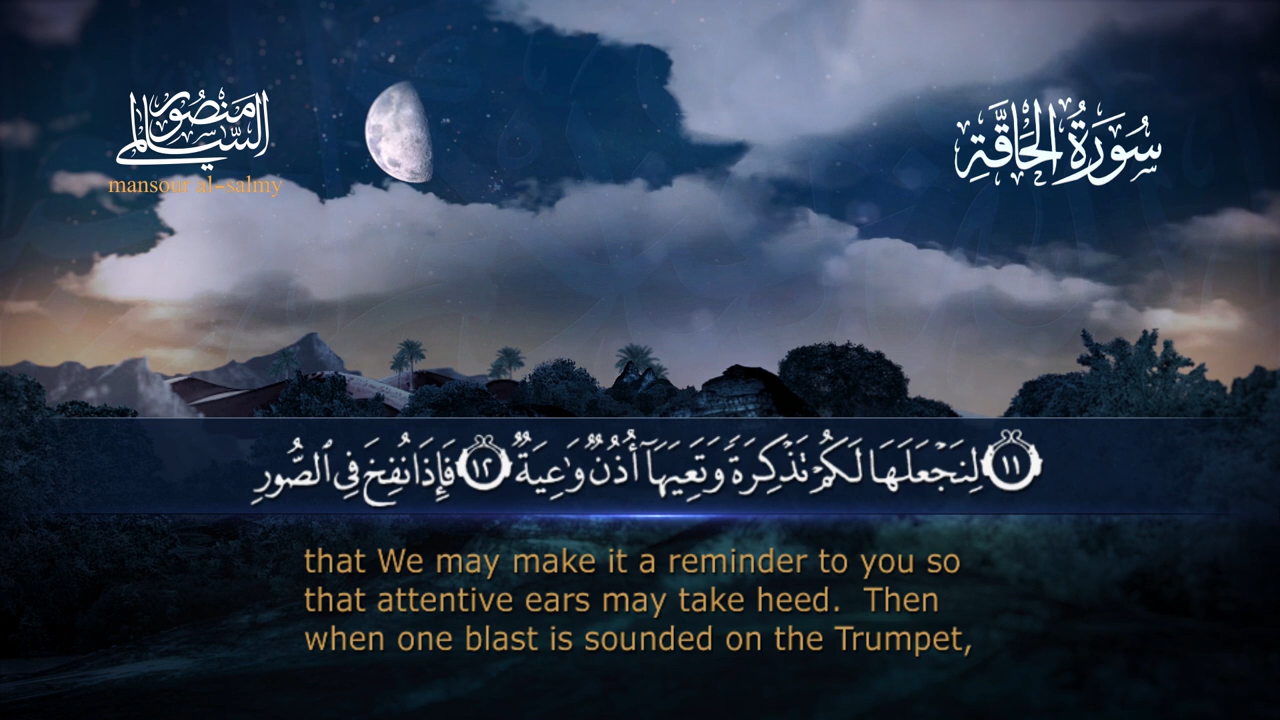 منصور السالمي
mansour al-salmy
سُورَةُ الحَاقَّةِ
۝١١ لِنَجْعَلَهَا لَكُمْ تَذْكِرَةً وَتَعِيَهَآ أُذُنٌ وَٰعِيَةٌ ۝١٢ فَإِذَا نُفِخَ فِى ٱلصُّورِ
that We may make it a reminder to you so
that attentive ears may take heed. Then
when one blast is sounded on the Trumpet,